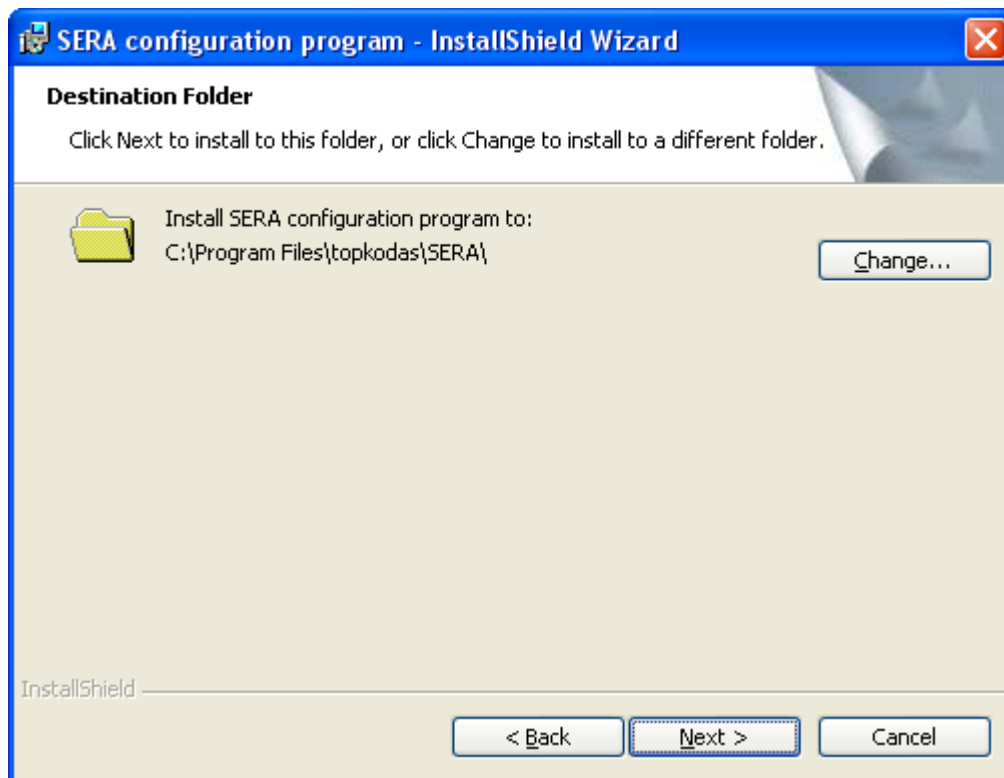 SERA configuration program - InstallShield Wizard
Destination Folder
Click Next to install to this folder, or click Change to install to a different folder.
Install SERA configuration program to:
C:\Program Files\topkodas\SERA\
Change...
InstallShield
< Back
Next >
Cancel